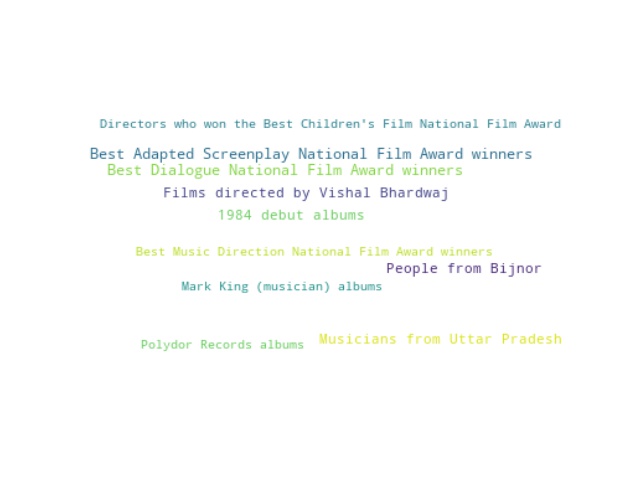 Directors who won the Best Children's Film National Film Award
Best Adapted Screenplay National Film Award winners
Best Dialogue National Film Award winners
Films directed by Vishal Bhardwaj
1984 debut albums
Best Music Direction National Film Award winners
People from Bijnor
Mark King (musician) albums
Musicians from Uttar Pradesh
Polydor Records albums